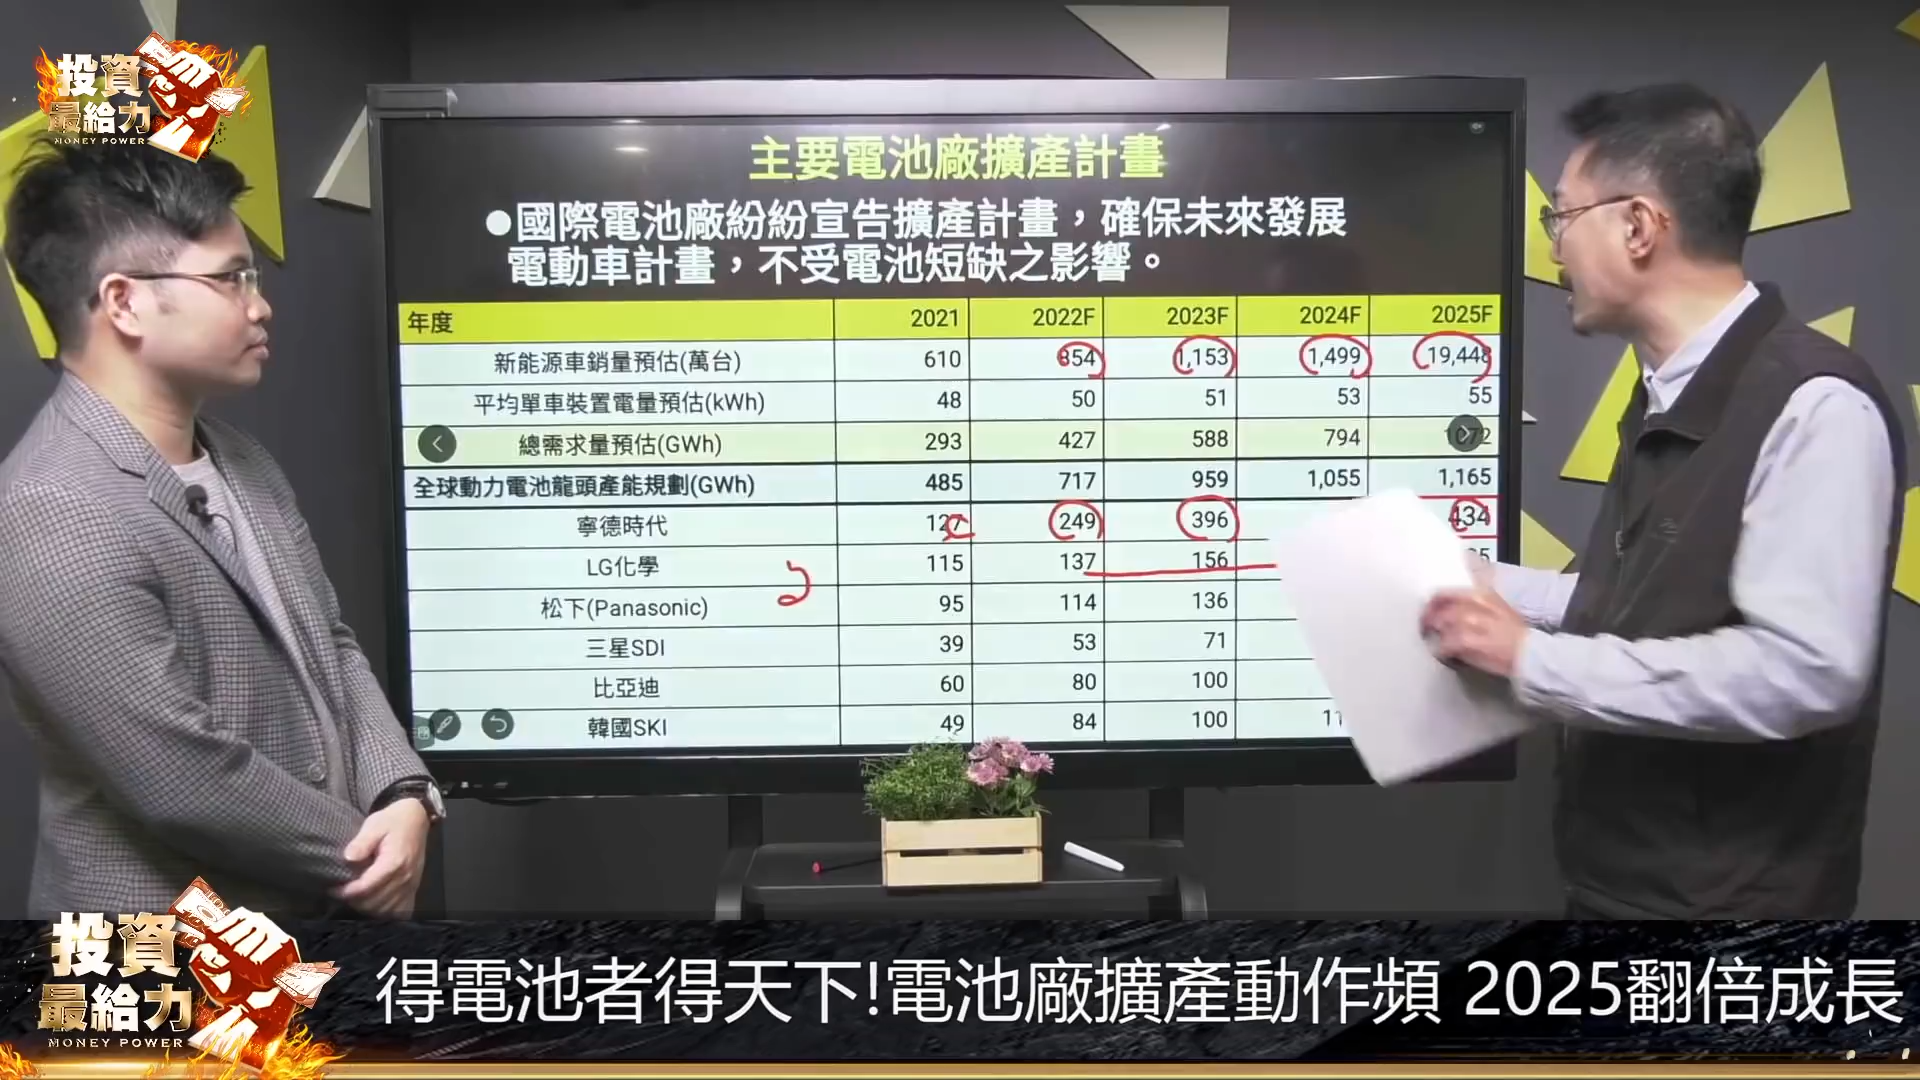 投資
最給力
MONEY POWER
主要電池廠擴產計畫
●國際電池廠紛紛宣告擴產計畫，確保未來發展
電動車計畫，不受電池短缺之影響。
年度 2021 2022F 2023F 2024F 2025F
新能源車銷量預估(萬台) 610 854 1,153 1,499 19,448
平均單車裝置電量預估(kWh) 48 50 51 53 55
總需求量預估(GWh) 293 427 588 794 1072
全球動力電池龍頭產能規劃(GWh) 485 717 959 1,055 1,165
寧德時代 127 249 396 434
LG化學 115 137 156
松下(Panasonic) 95 114 136
三星SDI 39 53 71
比亞迪 60 80 100
韓國SKI 49 84 100
投資
最給力
MONEY POWER
得電池者得天下!電池廠擴產動作頻 2025翻倍成長